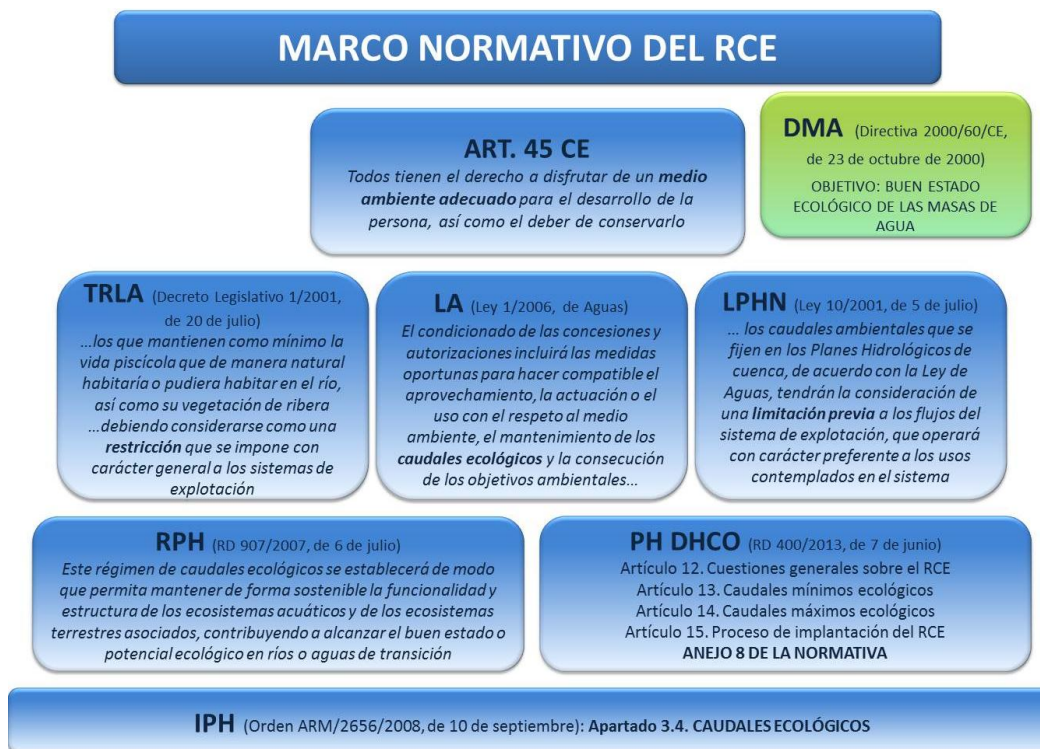 MARCO NORMATIVO DEL RCE
ART. 45 CE
Todos tienen el derecho a disfrutar de un medio
ambiente adecuado para el desarrollo de la
persona, así como el deber de conservarlo
DMA (Directiva 2000/60/CE,
de 23 de octubre de 2000)
OBJETIVO: BUEN ESTADO
ECOLÓGICO DE LAS MASAS DE
AGUA
TRLA (Decreto Legislativo 1/2001,
de 20 de julio)
...los que mantienen como mínimo la
vida piscícola que de manera natural
habitaría o pudiera habitar en el río,
así como su vegetación de ribera
...debiendo considerarse como una
restricción que se impone con
carácter general a los sistemas de
explotación
LA (Ley 1/2006, de Aguas)
El condicionado de las concesiones y
autorizaciones incluirá las medidas
oportunas para hacer compatible el
aprovechamiento, la actuación o el
uso con el respeto al medio
ambiente, el mantenimiento de los
caudales ecológicos y la consecución
de los objetivos ambientales...
LPHN (Ley 10/2001, de 5 de julio)
... los caudales ambientales que se
fijen en los Planes Hidrológicos de
cuenca, de acuerdo con la Ley de
Aguas, tendrán la consideración de
una limitación previa a los flujos del
sistema de explotación, que operará
con carácter preferente a los usos
contemplados en el sistema
RPH (RD 907/2007, de 6 de julio)
Este régimen de caudales ecológicos se establecerá de modo
que permita mantener de forma sostenible la funcionalidad y
estructura de los ecosistemas acuáticos y de los ecosistemas
terrestres asociados, contribuyendo a alcanzar el buen estado o
potencial ecológico en ríos o aguas de transición
PH DHCO (RD 400/2013, de 7 de junio)
Artículo 12. Cuestiones generales sobre el RCE
Artículo 13. Caudales mínimos ecológicos
Artículo 14. Caudales máximos ecológicos
Artículo 15. Proceso de implantación del RCE
ANEJO 8 DE LA NORMATIVA
IPH (Orden ARM/2656/2008, de 10 de septiembre): Apartado 3.4. CAUDALES ECOLÓGICOS